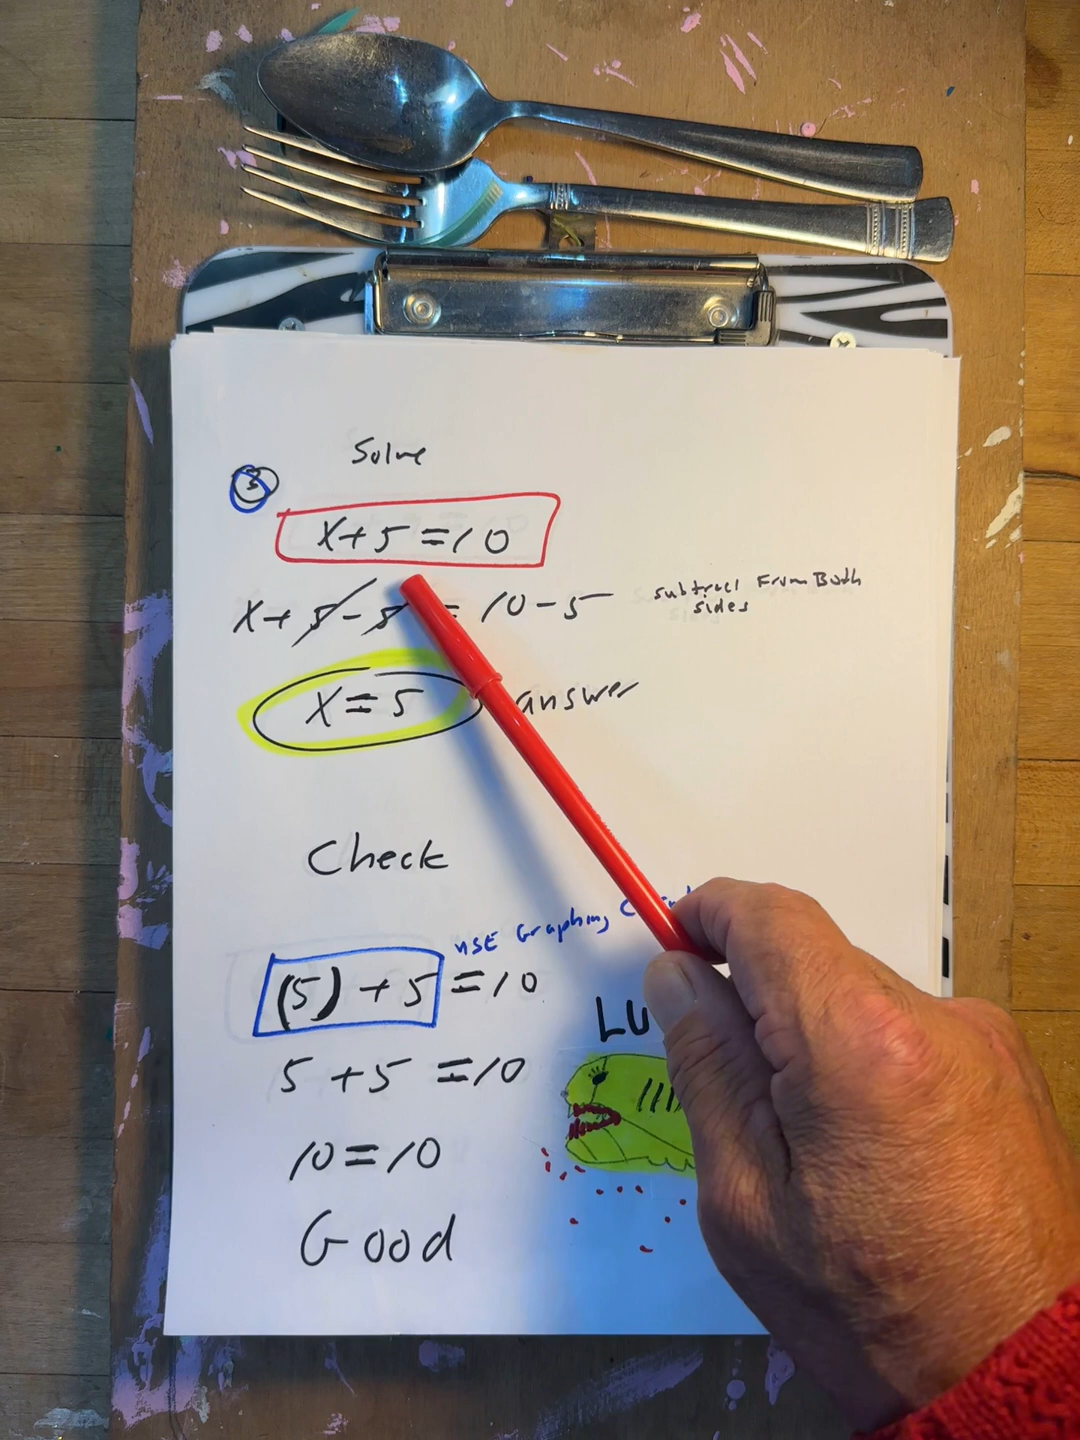 Solve
3
x+5=10
x+5-5=10-5 subtract From Both
sides
x=5 answer
Check
use Graphing
(5)+5=10
LU
5+5=10
10=10
Good